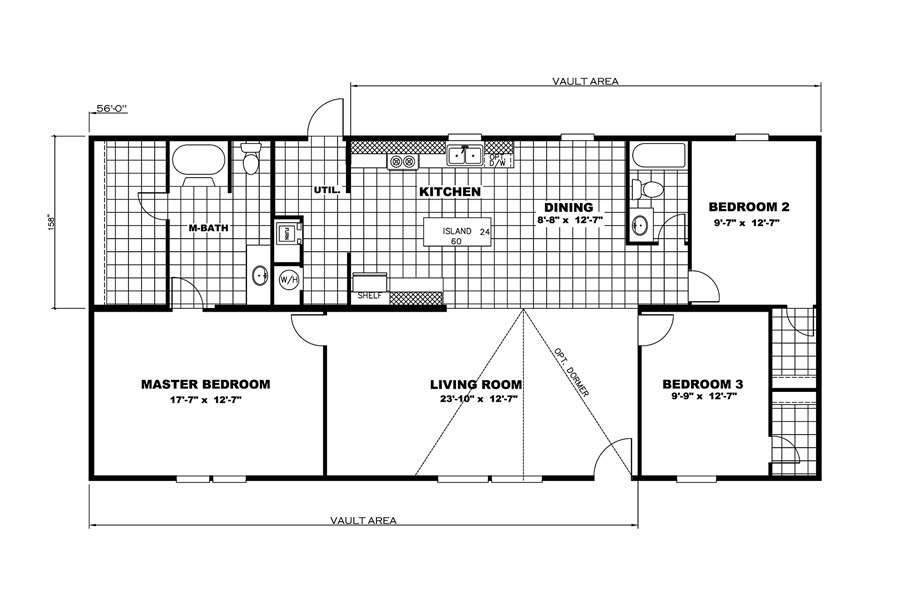 VAULT AREA
56'-0"
158"
UTIL.
OPT.
D/W
KITCHEN
DINING
8'-8" x 12'-7"
BEDROOM 2
9'-7" x 12'-7"
M-BATH
FURN
ISLAND 24
60
W/H
SHELF
OPT. DORMER
MASTER BEDROOM
17'-7" x 12'-7"
LIVING ROOM
23'-10" x 12'-7"
BEDROOM 3
9'-9" x 12'-7"
VAULT AREA